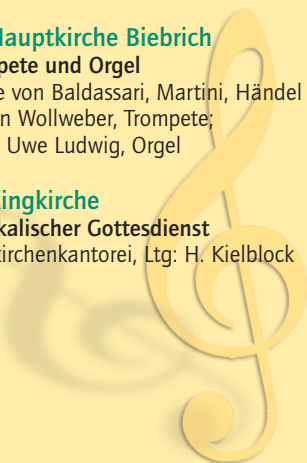 Hauptkirche Biebrich
pete und Orgel
e von Baldassari, Martini, Händel
n Wollweber, Trompete;
Uwe Ludwig, Orgel
ingkirche
kalischer Gottesdienst
kirchenkantorei, Ltg: H. Kielblock